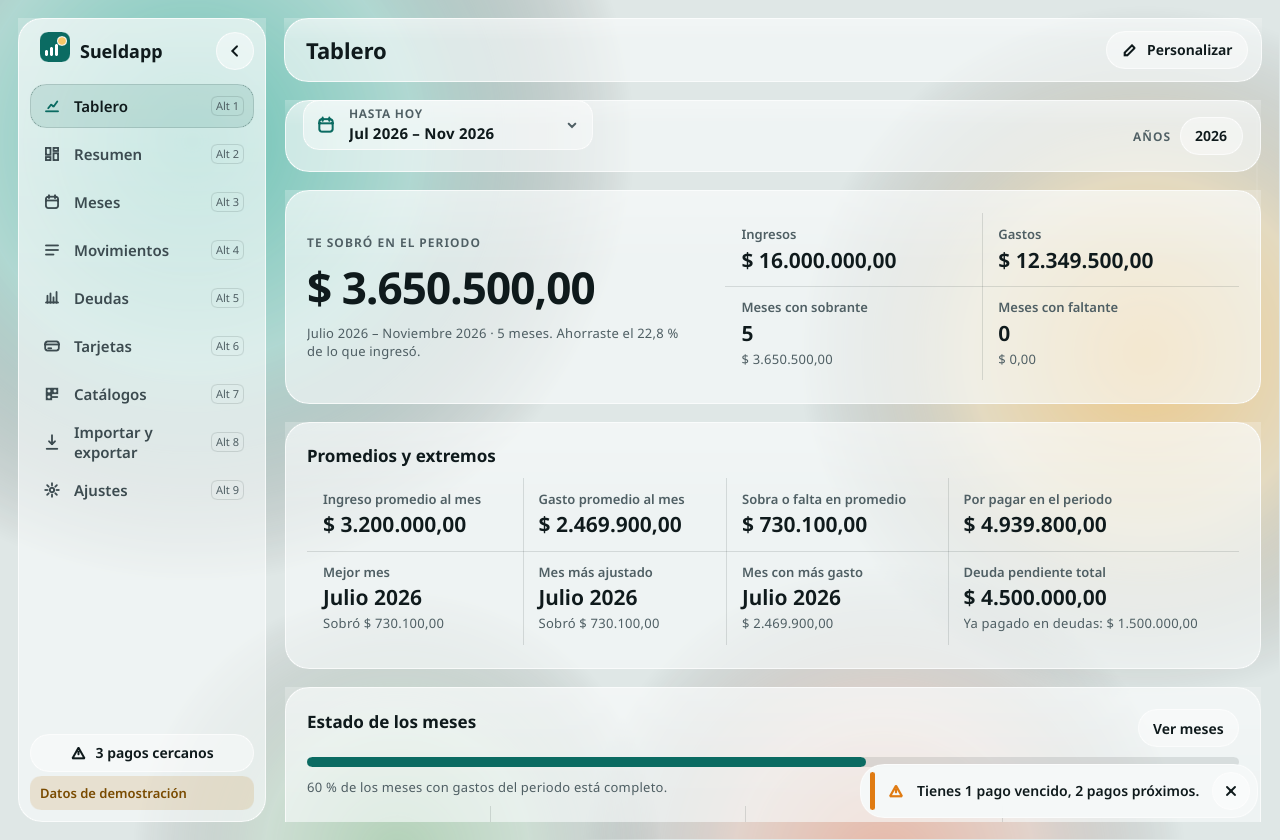 Sueldapp
Tablero Alt 1
Resumen Alt 2
Meses Alt 3
Movimientos Alt 4
Deudas Alt 5
Tarjetas Alt 6
Catálogos Alt 7
Importar y
exportar Alt 8
Ajustes Alt 9
3 pagos cercanos
Datos de demostración
Tablero
Personalizar
HASTA HOY
Jul 2026 – Nov 2026
AÑOS 2026
TE SOBRÓ EN EL PERIODO
$ 3.650.500,00
Julio 2026 – Noviembre 2026 · 5 meses. Ahorraste el 22,8 %
de lo que ingresó.
Ingresos
$ 16.000.000,00
Gastos
$ 12.349.500,00
Meses con sobrante
5
$ 3.650.500,00
Meses con faltante
0
$ 0,00
Promedios y extremos
Ingreso promedio al mes
$ 3.200.000,00
Gasto promedio al mes
$ 2.469.900,00
Sobra o falta en promedio
$ 730.100,00
Por pagar en el periodo
$ 4.939.800,00
Mejor mes
Julio 2026
Sobró $ 730.100,00
Mes más ajustado
Julio 2026
Sobró $ 730.100,00
Mes con más gasto
Julio 2026
$ 2.469.900,00
Deuda pendiente total
$ 4.500.000,00
Ya pagado en deudas: $ 1.500.000,00
Estado de los meses
Ver meses
60 % de los meses con gastos del periodo está completo.
Tienes 1 pago vencido, 2 pagos próximos.